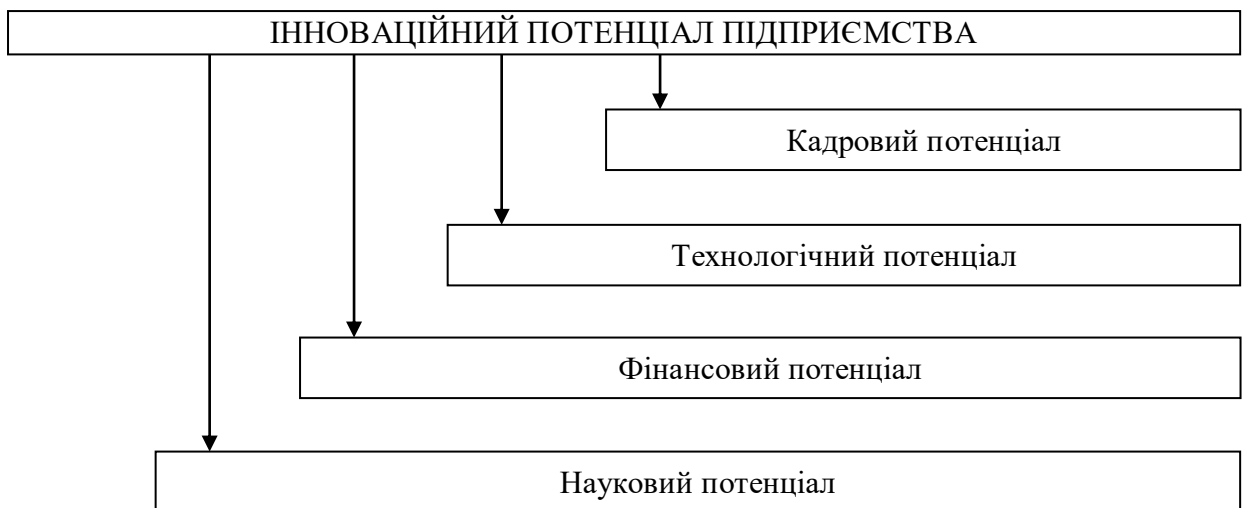 ІННОВАЦІЙНИЙ ПОТЕНЦІАЛ ПІДПРИЄМСТВА
Кадровий потенціал
Технологічний потенціал
Фінансовий потенціал
Науковий потенціал